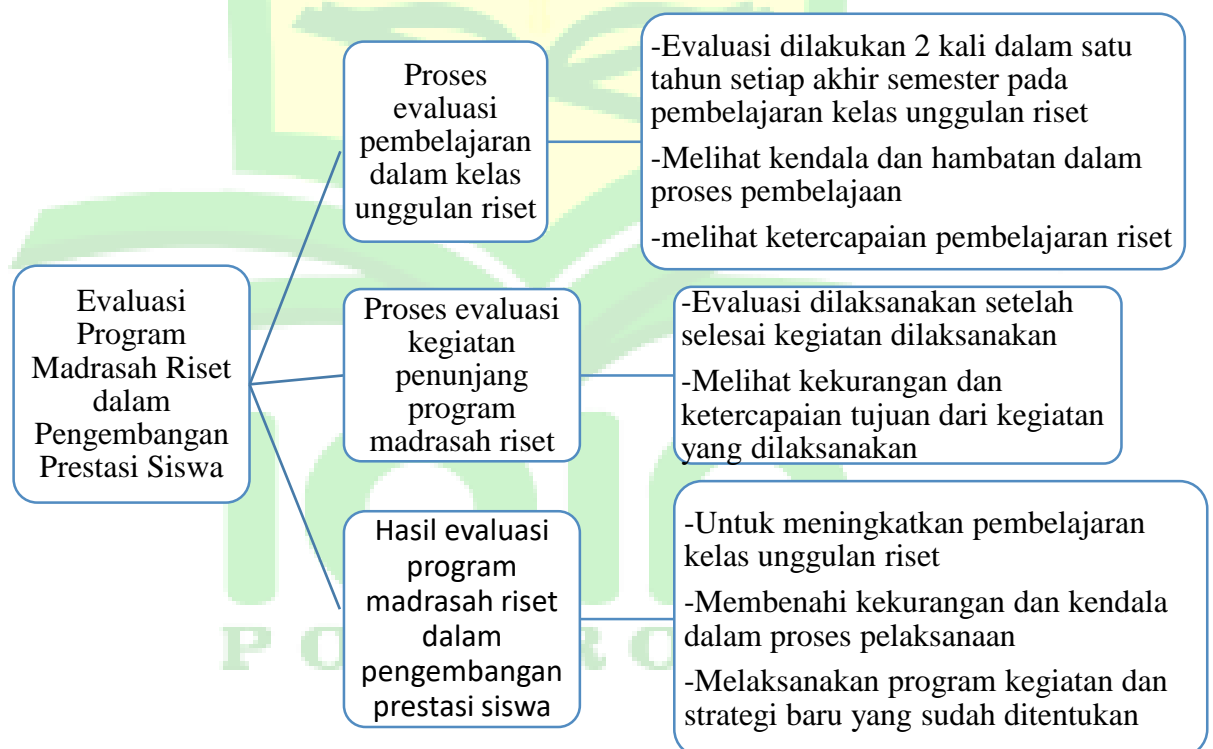 Evaluasi
Program
Madrasah Riset
dalam
Pengembangan
Prestasi Siswa
Proses
evaluasi
pembelajaran
dalam kelas
unggulan riset
-Evaluasi dilakukan 2 kali dalam satu
tahun setiap akhir semester pada
pembelajaran kelas unggulan riset
-Melihat kendala dan hambatan dalam
proses pembelajaan
-melihat ketercapaian pembelajaran riset
Proses evaluasi
kegiatan
penunjang
program
madrasah riset
-Evaluasi dilaksanakan setelah
selesai kegiatan dilaksanakan
-Melihat kekurangan dan
ketercapaian tujuan dari kegiatan
yang dilaksanakan
Hasil evaluasi
program
madrasah riset
dalam
pengembangan
prestasi siswa
-Untuk meningkatkan pembelajaran
kelas unggulan riset
-Membenahi kekurangan dan kendala
dalam proses pelaksanaan
-Melaksanakan program kegiatan dan
strategi baru yang sudah ditentukan